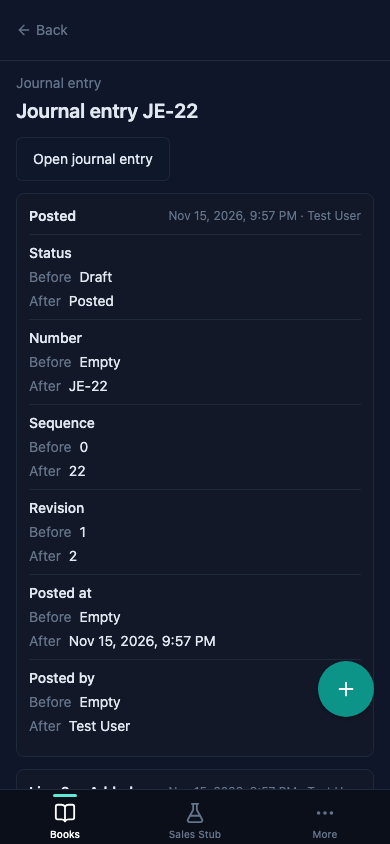 Back
Journal entry
Journal entry JE-22
Open journal entry
Posted Nov 15, 2026, 9:57 PM · Test User
Status
Before Draft
After Posted
Number
Before Empty
After JE-22
Sequence
Before 0
After 22
Revision
Before 1
After 2
Posted at
Before Empty
After Nov 15, 2026, 9:57 PM
Posted by
Before Empty
After Test User
Books Sales Stub More